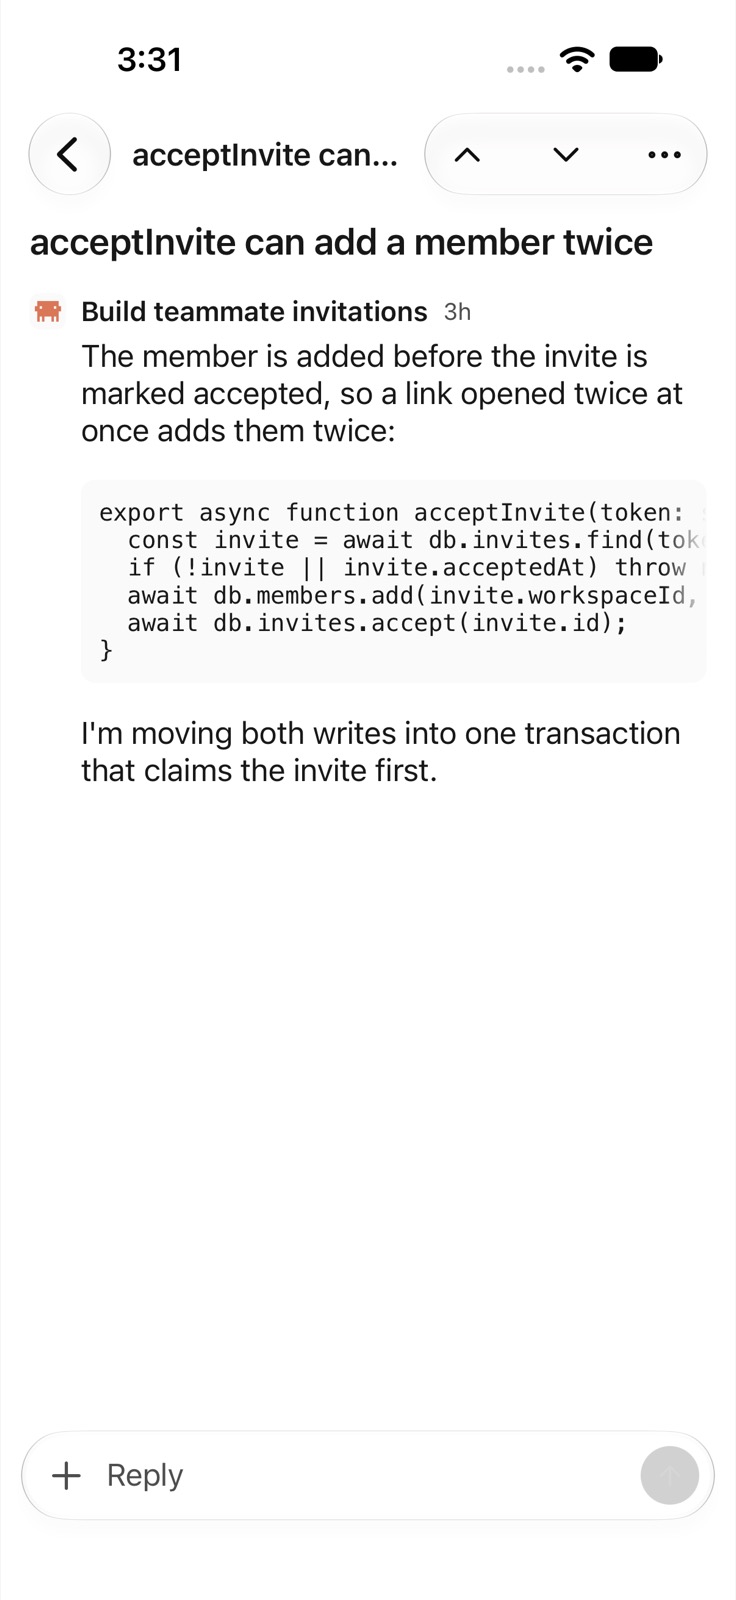 3:31
acceptInvite can...
acceptInvite can add a member twice
Build teammate invitations 3h
The member is added before the invite is
marked accepted, so a link opened twice at
once adds them twice:
export async function acceptInvite(token:
  const invite = await db.invites.find(tok
  if (!invite || invite.acceptedAt) throw
  await db.members.add(invite.workspaceId,
  await db.invites.accept(invite.id);
}
I'm moving both writes into one transaction
that claims the invite first.
Reply